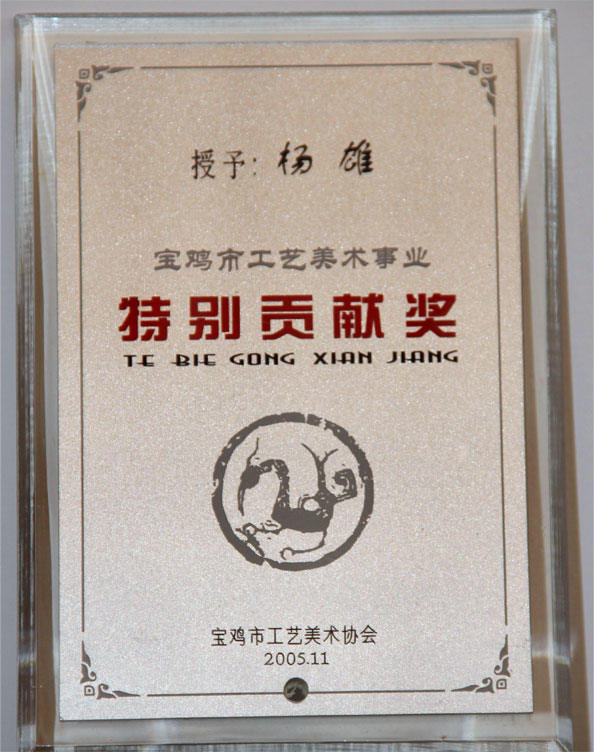 授予：杨雄
宝鸡市工艺美术事业
特别贡献奖
TE BIE GONG XIAN JIANG
宝鸡市工艺美术协会
2005.11